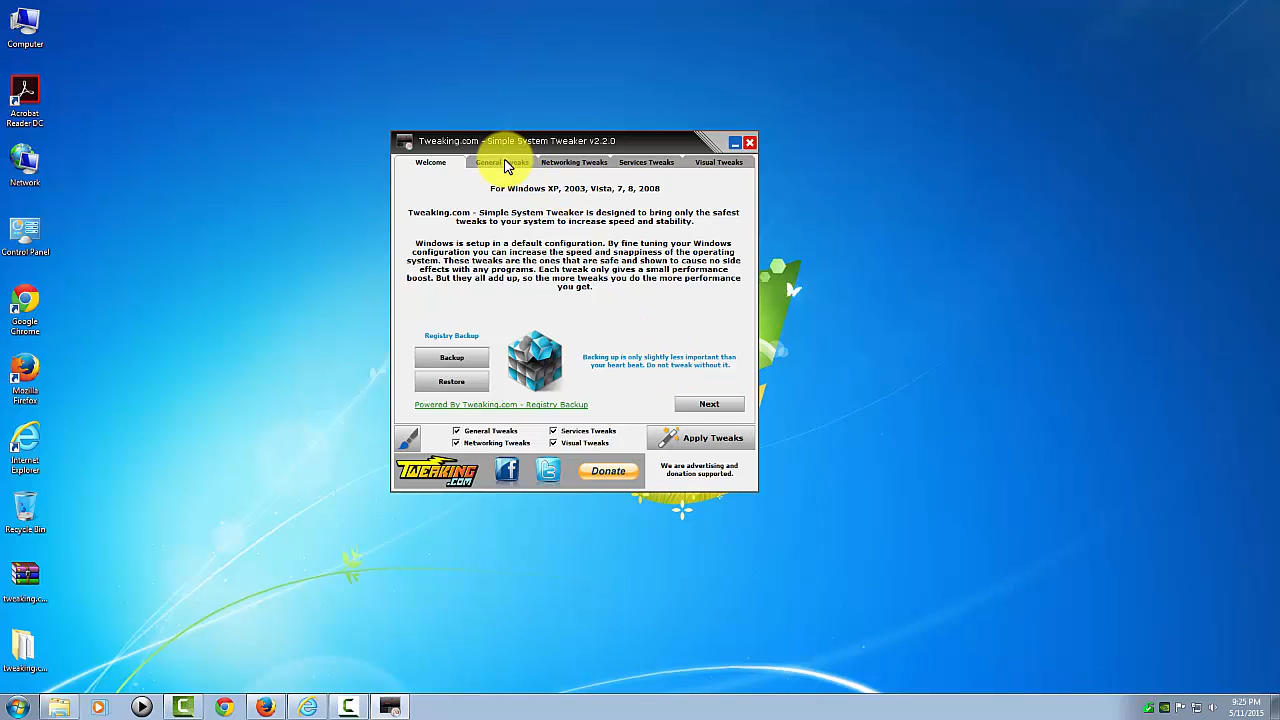 Computer
Acrobat
Reader DC
Network
Control Panel
Google
Chrome
Mozilla
Firefox
Internet
Explorer
Recycle Bin
tweaking.c...
tweaking.c...
Tweaking.com - Simple System Tweaker v2.2.0
Welcome
General Tweaks
Networking Tweaks
Services Tweaks
Visual Tweaks
For Windows XP, 2003, Vista, 7, 8, 2008
Tweaking.com - Simple System Tweaker is designed to bring only the safest
tweaks to your system to increase speed and stability.
Windows is setup in a default configuration. By fine tuning your Windows
configuration you can increase the speed and snappiness of the operating
system. These tweaks are the ones that are safe and shown to cause no side
effects with any programs. Each tweak only gives a small performance
boost. But they all add up, so the more tweaks you do the more performance
you get.
Registry Backup
Backup
Restore
Backing up is only slightly less important than
your heart beat. Do not tweak without it.
Powered By Tweaking.com - Registry Backup
Next
General Tweaks
Services Tweaks
Networking Tweaks
Visual Tweaks
Apply Tweaks
TWEAKING
.COM
Donate
We are advertising and
donation supported.
9:25 PM
5/11/2015